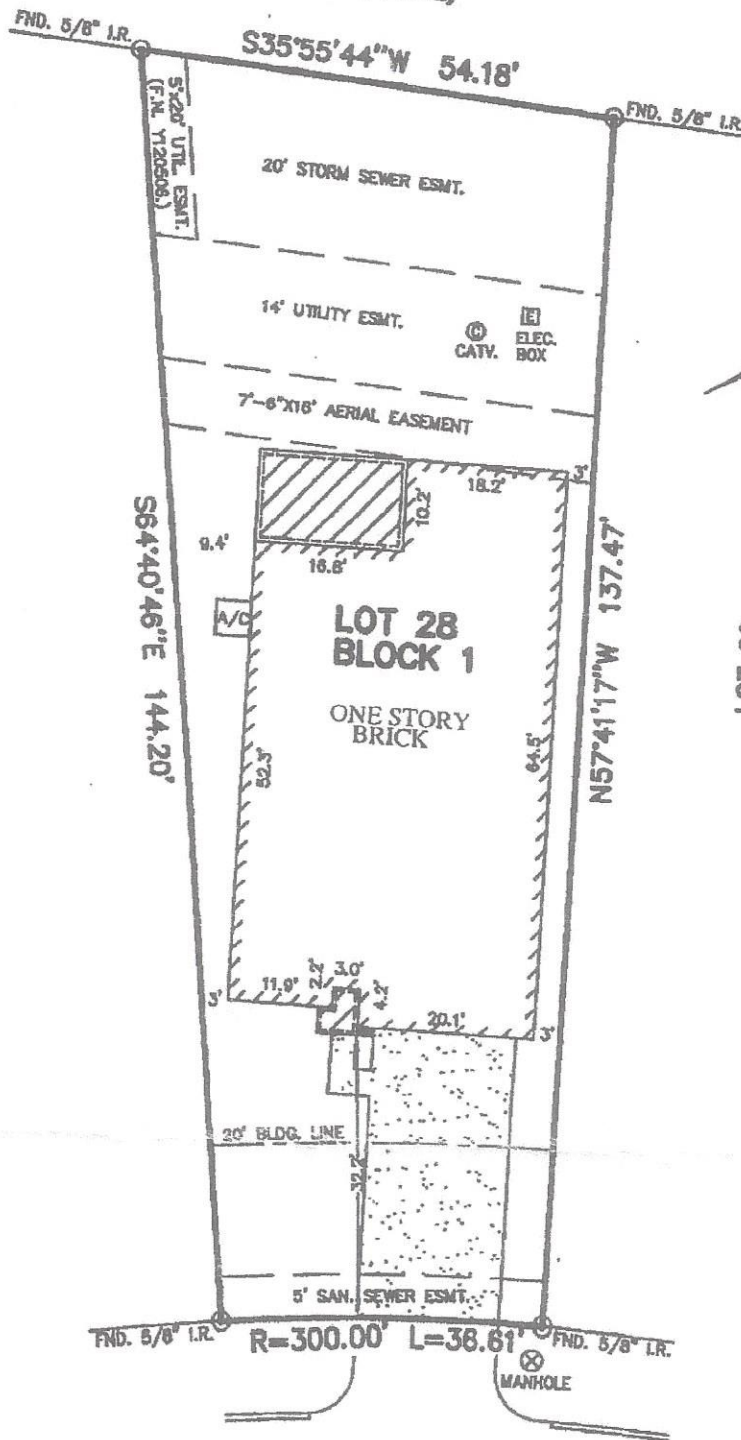 FND. 5/8" I.R.
S35°55'44"W 54.18'
FND. 5/8" I.R.
5'x20' UTIL. ESMT.
(F.N. Y120506.)
20' STORM SEWER ESMT.
14' UTILITY ESMT.
C
CATV.
E
ELEC.
BOX
7'-6"X16' AERIAL EASEMENT
18.2'
3'
10.2'
9.4'
16.6'
S64°40'46"E 144.20'
N57°41'17"W 137.47'
A/C
LOT 28
BLOCK 1
ONE STORY
BRICK
52.3'
64.5'
3'
11.9'
2.2'
3.0'
4.2'
20.1'
3'
20' BLDG. LINE
32.2'
5' SAN. SEWER ESMT.
FND. 5/8" I.R.
R=300.00' L=36.61'
FND. 5/8" I.R.
MANHOLE